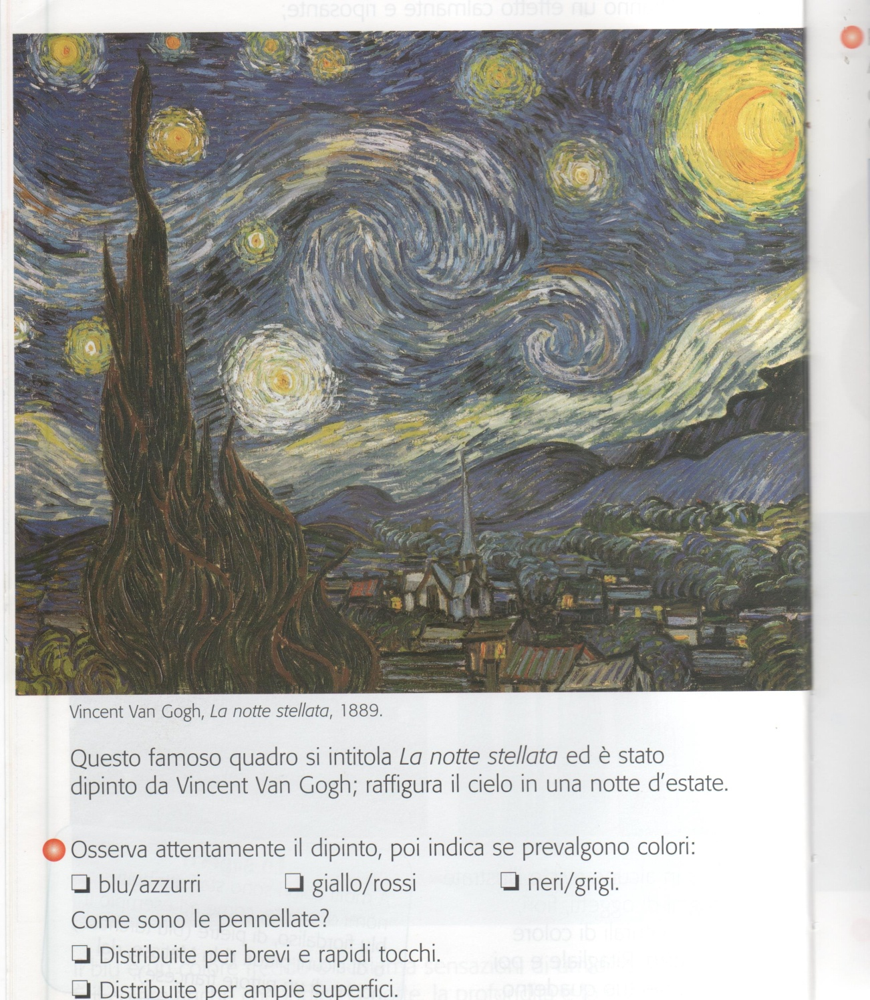 Vincent Van Gogh, La notte stellata, 1889.
Questo famoso quadro si intitola La notte stellata ed è stato
dipinto da Vincent Van Gogh; raffigura il cielo in una notte d'estate.
Osserva attentamente il dipinto, poi indica se prevalgono colori:
❏ blu/azzurri ❏ giallo/rossi ❏ neri/grigi.
Come sono le pennellate?
❏ Distribuite per brevi e rapidi tocchi.
❏ Distribuite per ampie superfici.